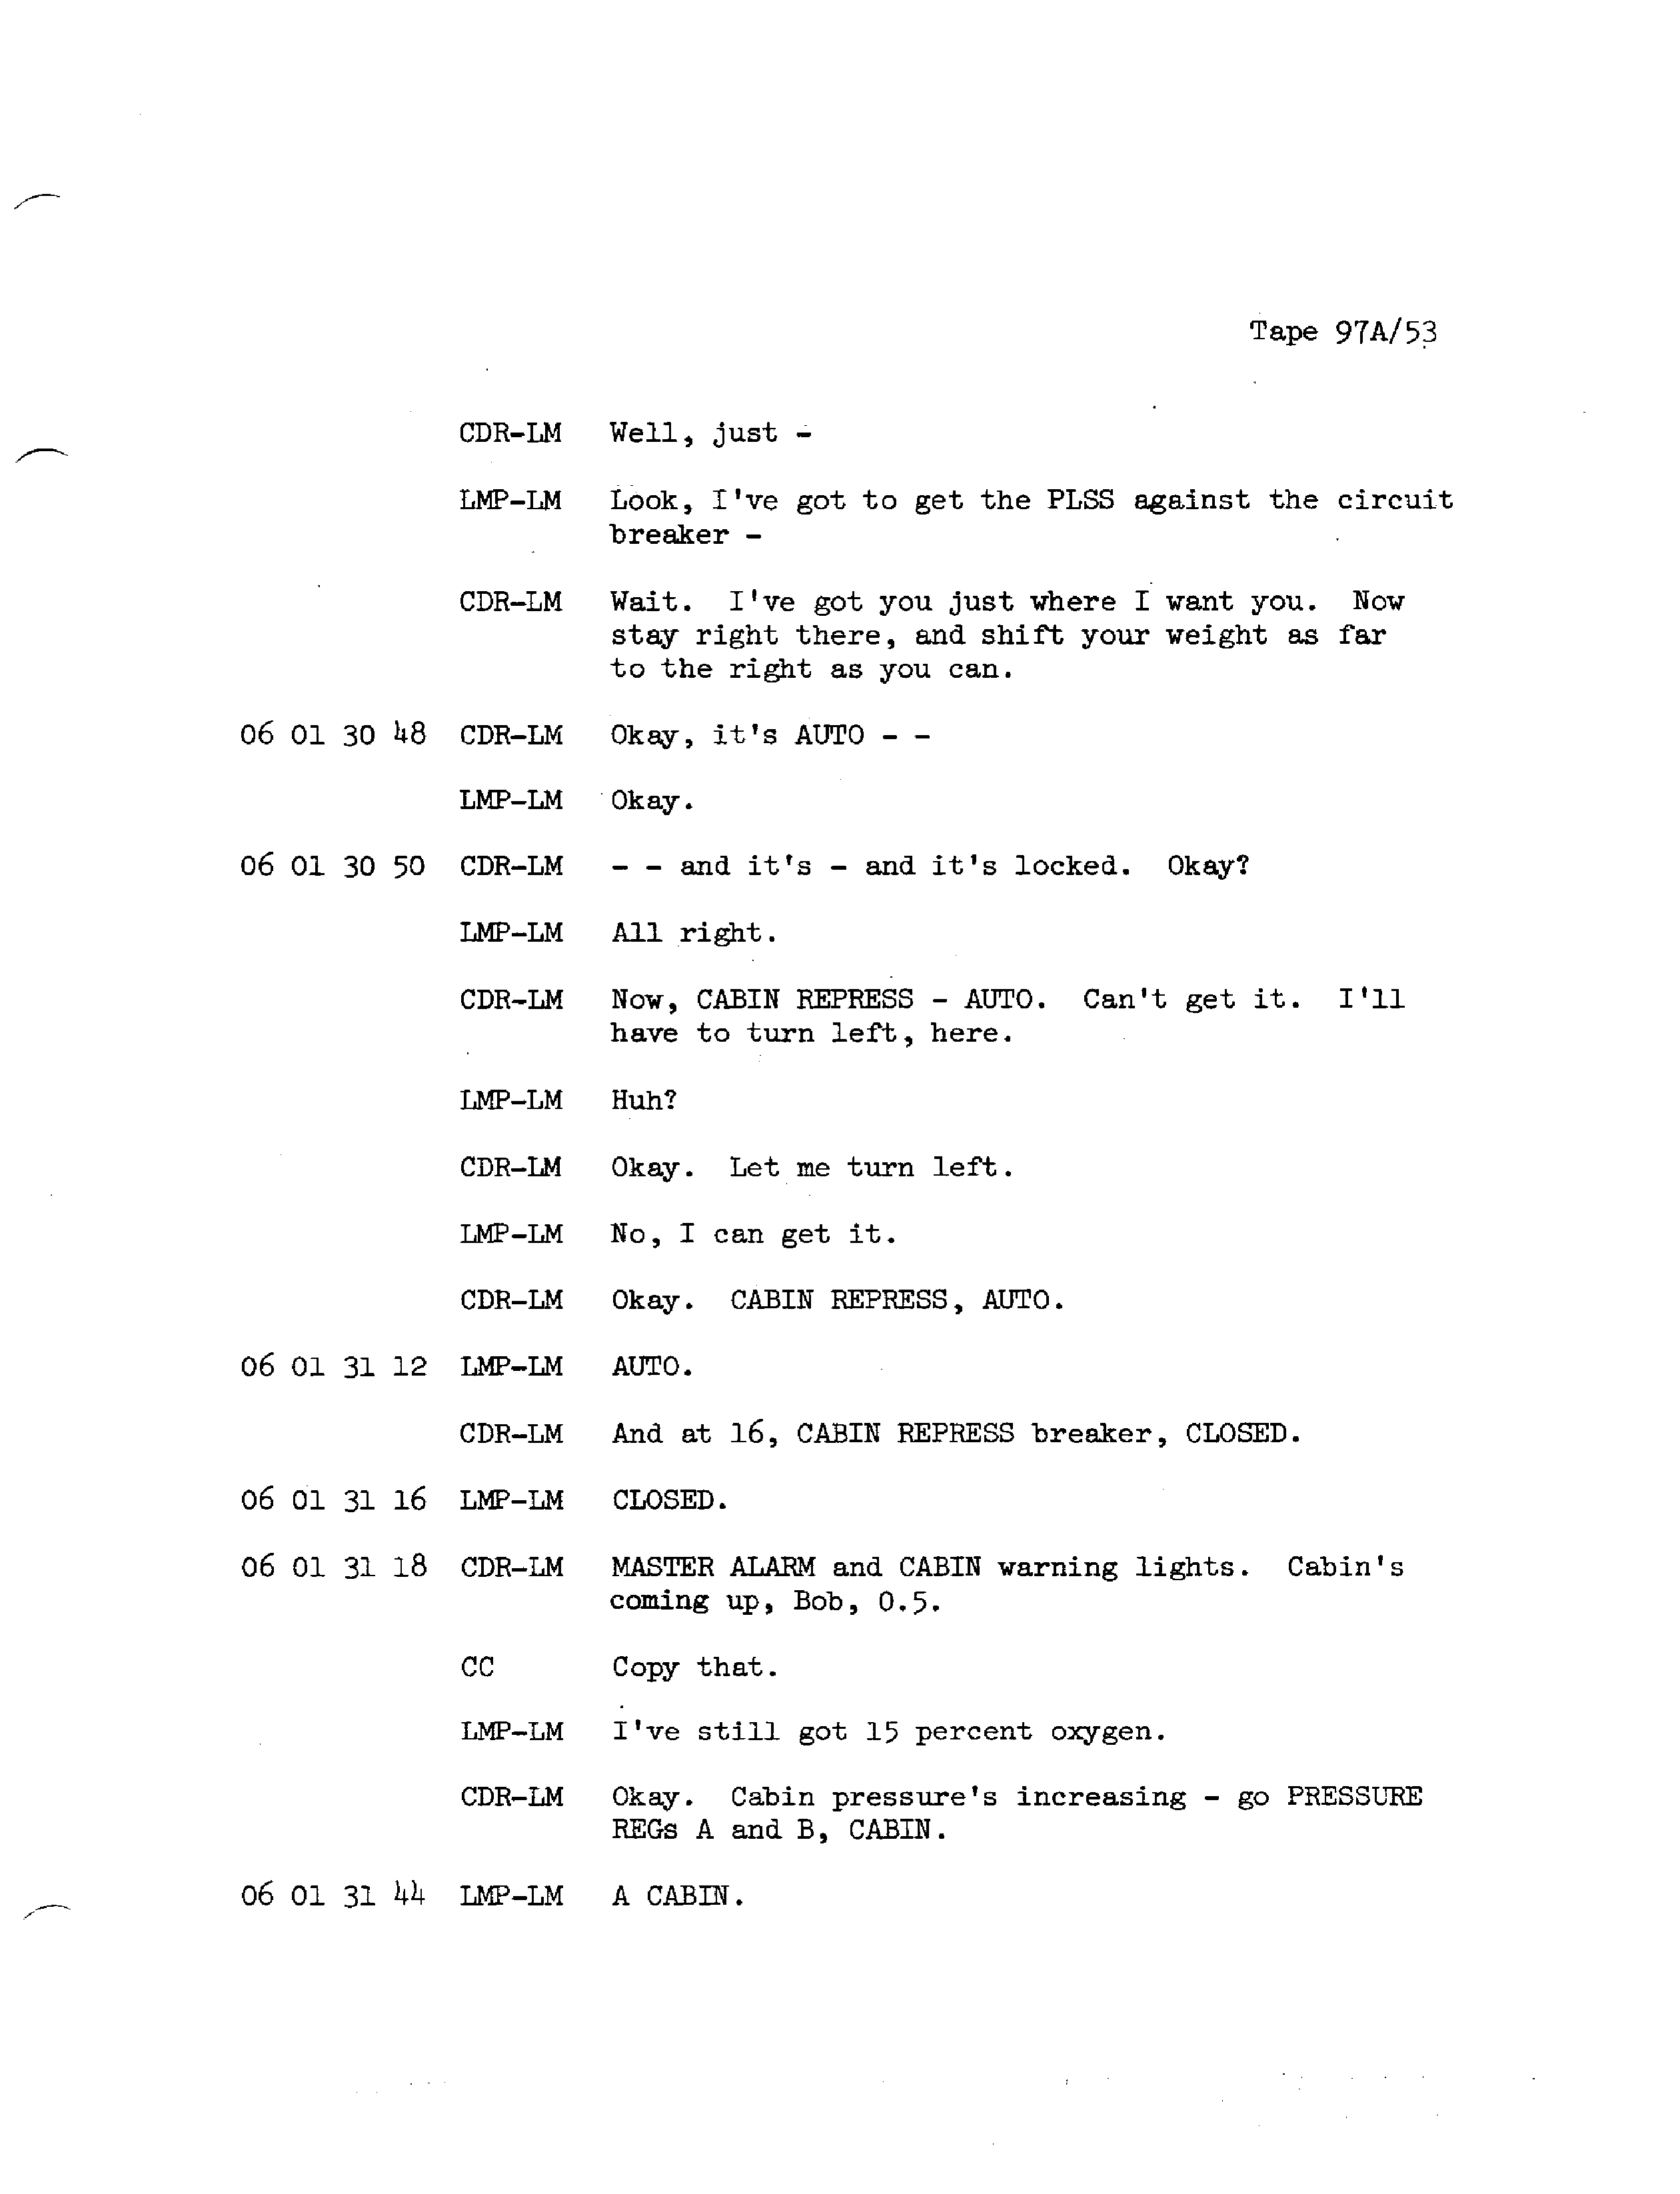 Tape 97A/53
CDR-LM Well, just -
LMP-LM Look, I've got to get the PLSS against the circuit
breaker -
CDR-LM Wait. I've got you just where I want you. Now
stay right there, and shift your weight as far
to the right as you can.
06 01 30 48 CDR-LM Okay, it's AUTO - -
LMP-LM Okay.
06 01 30 50 CDR-LM - - and it's - and it's locked. Okay?
LMP-LM All right.
CDR-LM Now, CABIN REPRESS - AUTO. Can't get it. I'll
have to turn left, here.
LMP-LM Huh?
CDR-LM Okay. Let me turn left.
LMP-LM No, I can get it.
CDR-LM Okay. CABIN REPRESS, AUTO.
06 01 31 12 LMP-LM AUTO.
CDR-LM And at 16, CABIN REPRESS breaker, CLOSED.
06 01 31 16 LMP-LM CLOSED.
06 01 31 18 CDR-LM MASTER ALARM and CABIN warning lights. Cabin's
coming up, Bob, 0.5.
CC Copy that.
LMP-LM I've still got 15 percent oxygen.
CDR-LM Okay. Cabin pressure's increasing - go PRESSURE
REGs A and B, CABIN.
06 01 31 44 LMP-LM A CABIN.